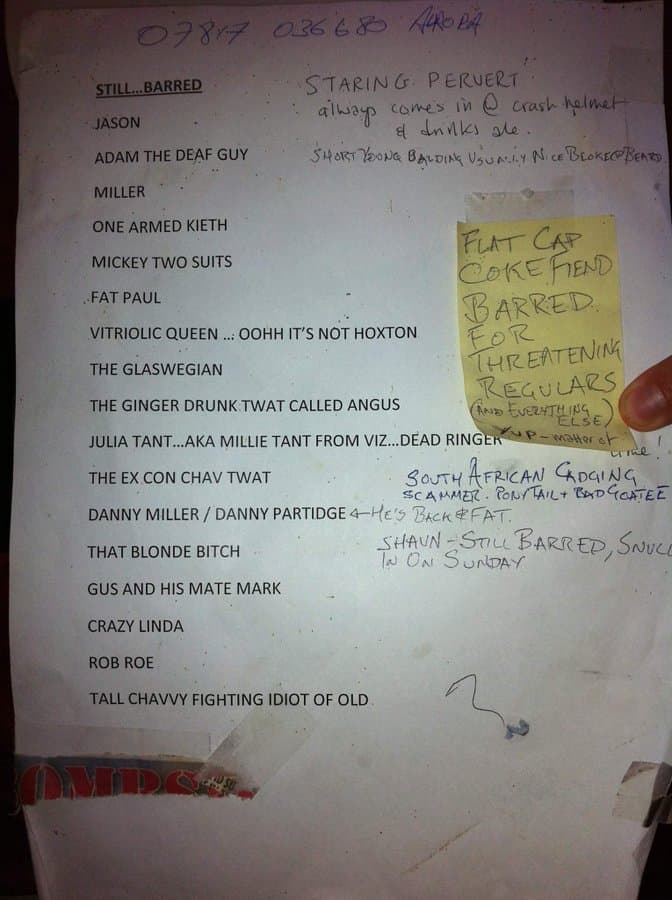 07817 036680 AURORA
STILL...BARRED
STARING PERVERT
always comes in @ crash helmet
& drinks ale.
JASON
ADAM THE DEAF GUY
SHORT YOUNG BALDING USUALLY NICE BLOKE @ BEARD
MILLER
ONE ARMED KIETH
MICKEY TWO SUITS
FAT PAUL
VITRIOLIC QUEEN ... OOHH IT'S NOT HOXTON
THE GLASWEGIAN
THE GINGER DRUNK TWAT CALLED ANGUS
JULIA TANT...AKA MILLIE TANT FROM VIZ...DEAD RINGER
FLAT CAP
COKE FIEND
BARRED
FOR
THREATENING
REGULARS
(AND EVERYTHING
ELSE)
YUP - matter of
time!
THE EX CON CHAV TWAT
SOUTH AFRICAN CADGING
SCAMMER. PONYTAIL + BAD GOATEE
DANNY MILLER / DANNY PARTIDGE ← HE'S BACK & FAT.
THAT BLONDE BITCH
SHAUN - STILL BARRED, SNUCK
IN ON SUNDAY
GUS AND HIS MATE MARK
CRAZY LINDA
ROB ROE
TALL CHAVVY FIGHTING IDIOT OF OLD